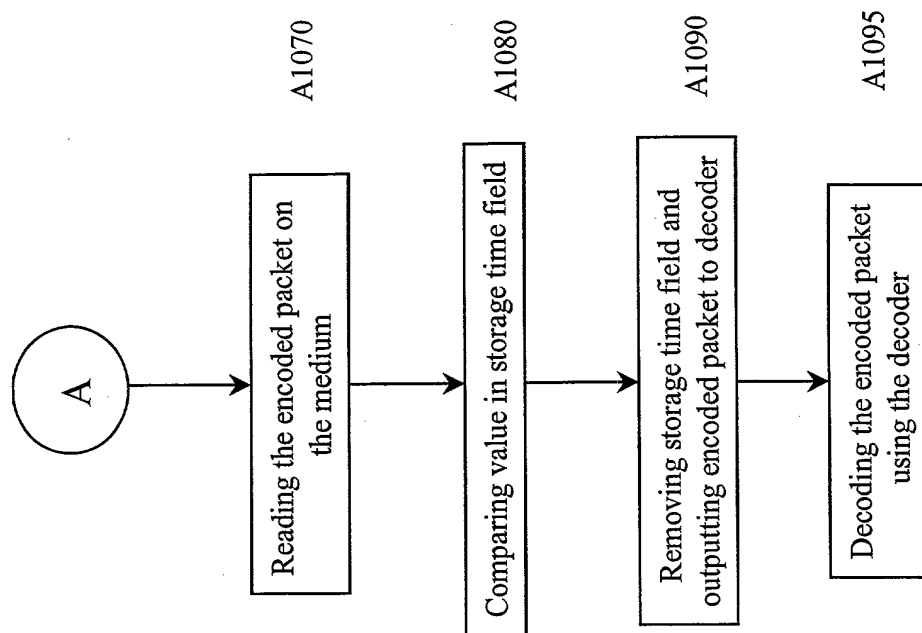 A
Reading the encoded packet on
the medium
A1070
Comparing value in storage time field
A1080
Removing storage time field and
outputting encoded packet to decoder
A1090
Decoding the encoded packet
using the decoder
A1095